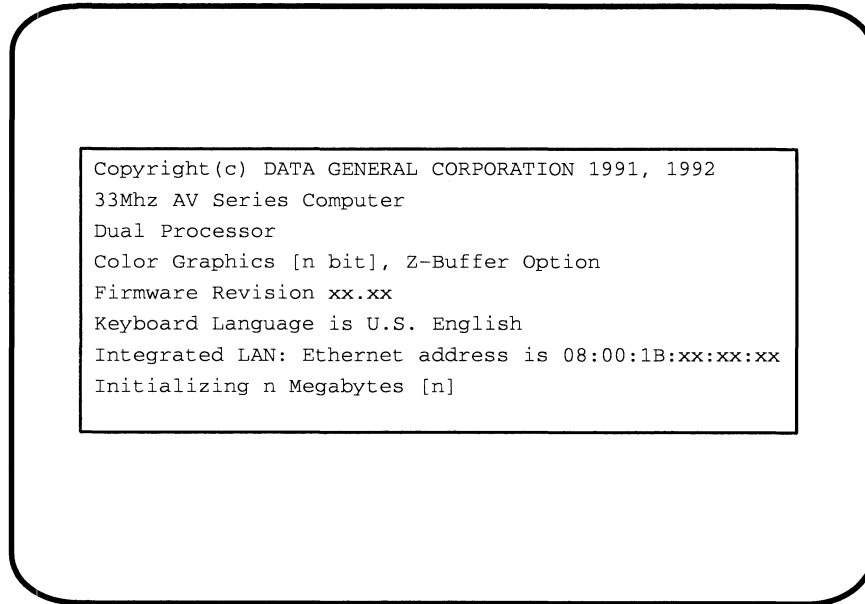 Copyright(c) DATA GENERAL CORPORATION 1991, 1992
33Mhz AV Series Computer
Dual Processor
Color Graphics [n bit], Z-Buffer Option
Firmware Revision xx.xx
Keyboard Language is U.S. English
Integrated LAN: Ethernet address is 08:00:1B:xx:xx:xx
Initializing n Megabytes [n]